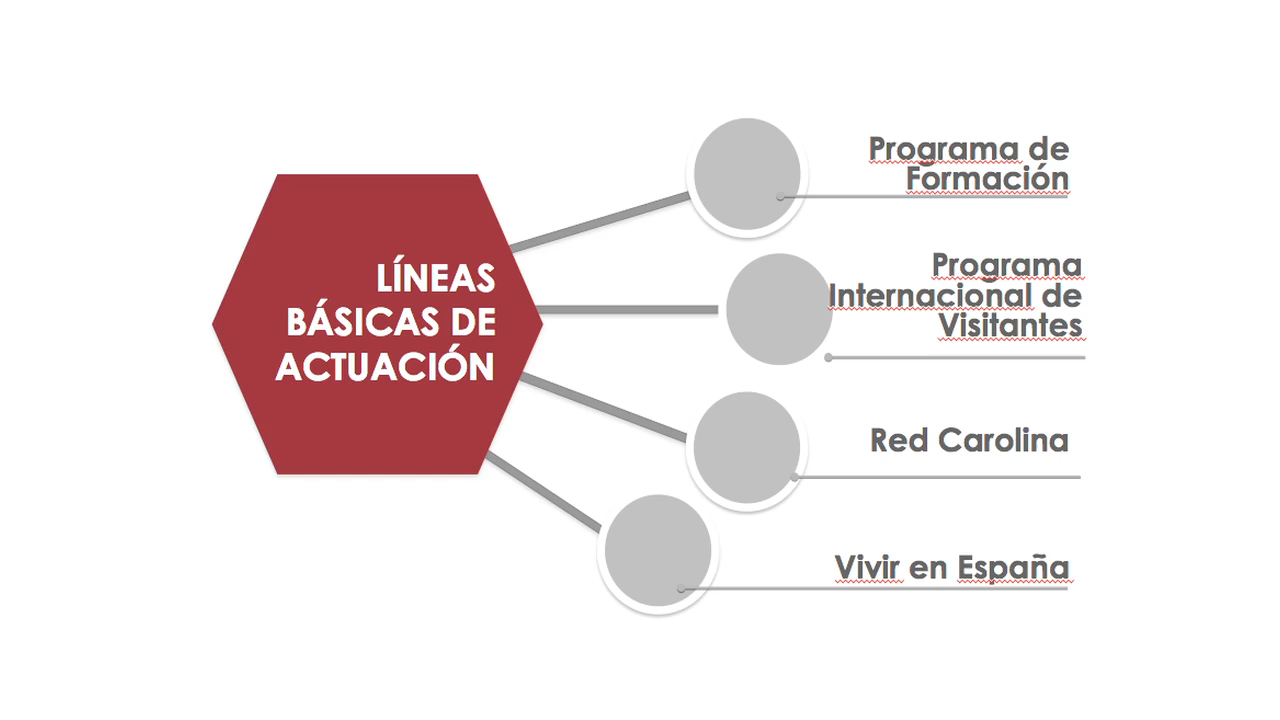 LÍNEAS
BÁSICAS DE
ACTUACIÓN
Programa de
Formación
Programa
Internacional de
Visitantes
Red Carolina
Vivir en España